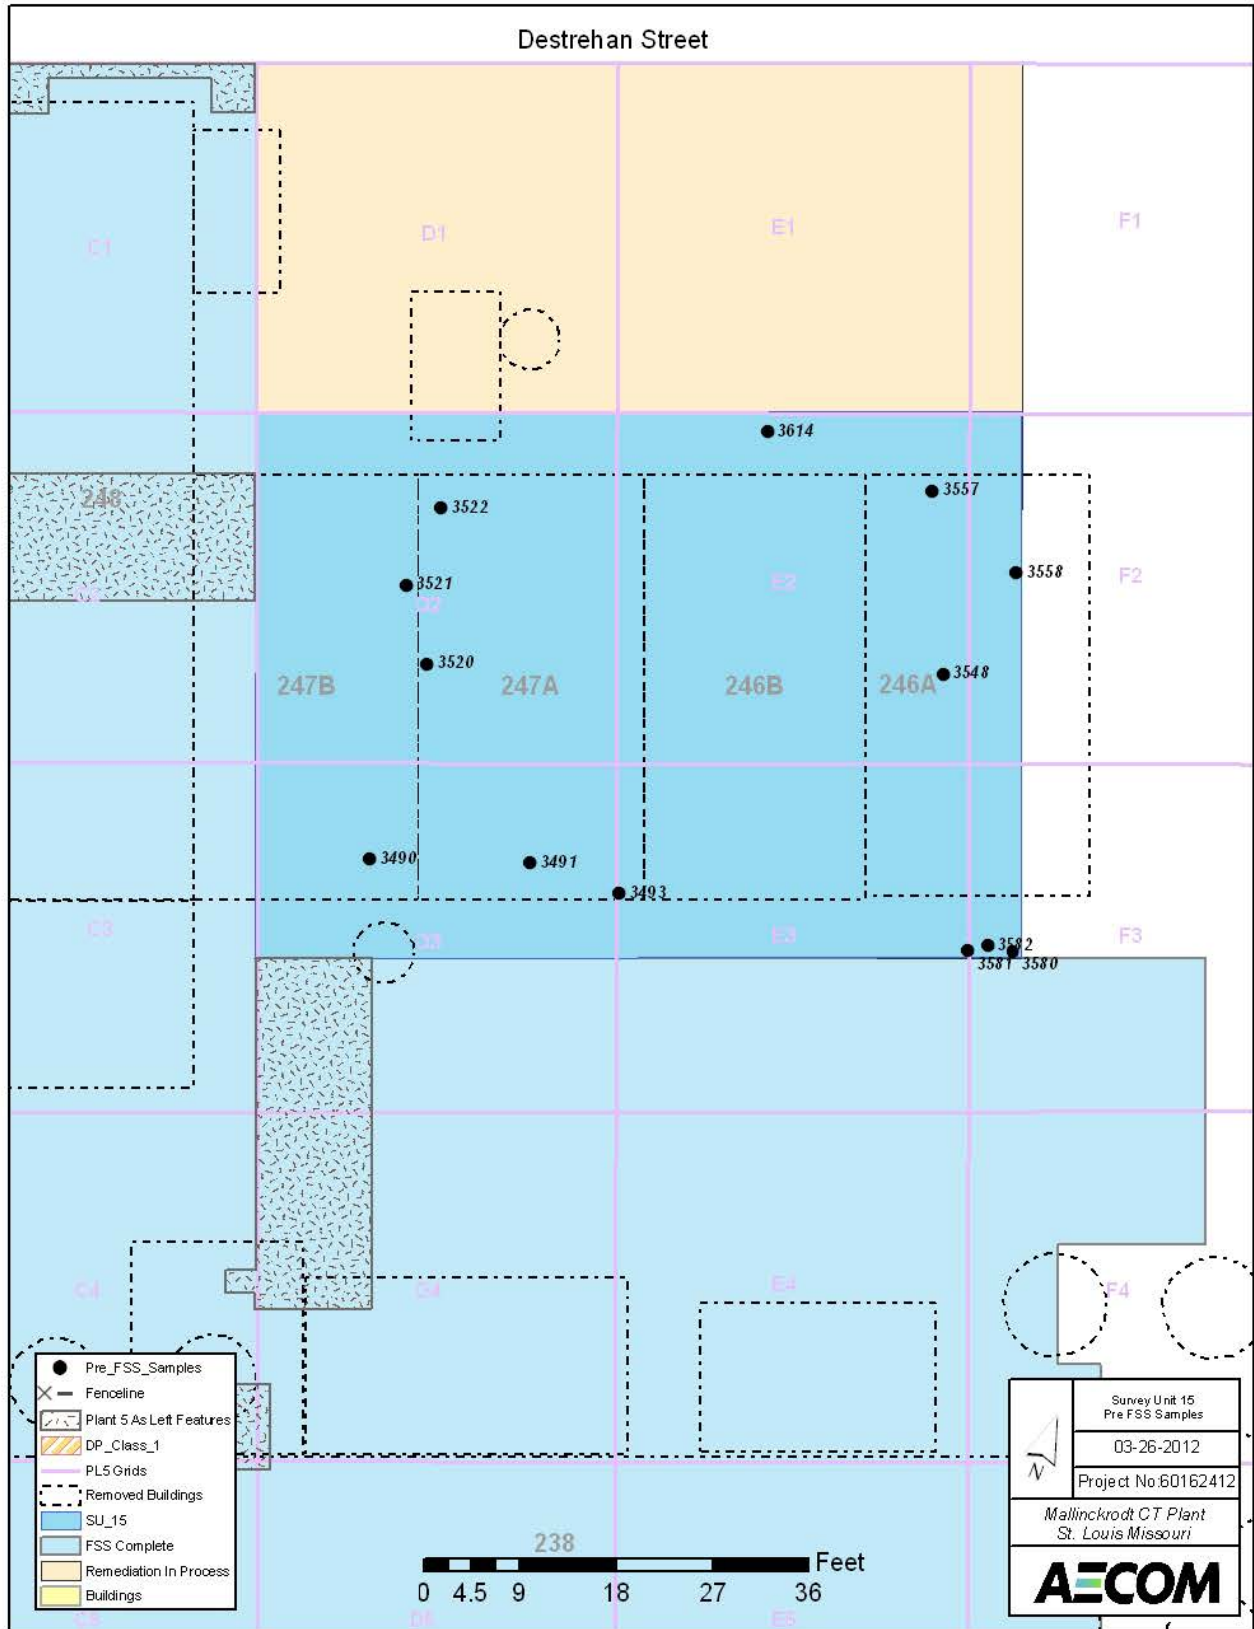 Destrehan Street
C1
D1
E1
F1
3614
248
3522
3557
3521
3558
E2
F2
D2
3520
3548
247B
247A
246B
246A
3490
3491
3493
C3
D3
E3
3582
F3
3581
3580
C4
D4
E4
F4
Pre_FSS_Samples
Fenceline
Plant 5 As Left Features
DP_Class_1
PL5 Grids
Removed Buildings
SU_15
FSS Complete
Remediation In Process
Buildings
238
Feet
0 4.5 9 18 27 36
N
Survey Unit 15
Pre FSS Samples
03-26-2012
Project No:60162412
Mallinckrodt CT Plant
St. Louis Missouri
AECOM